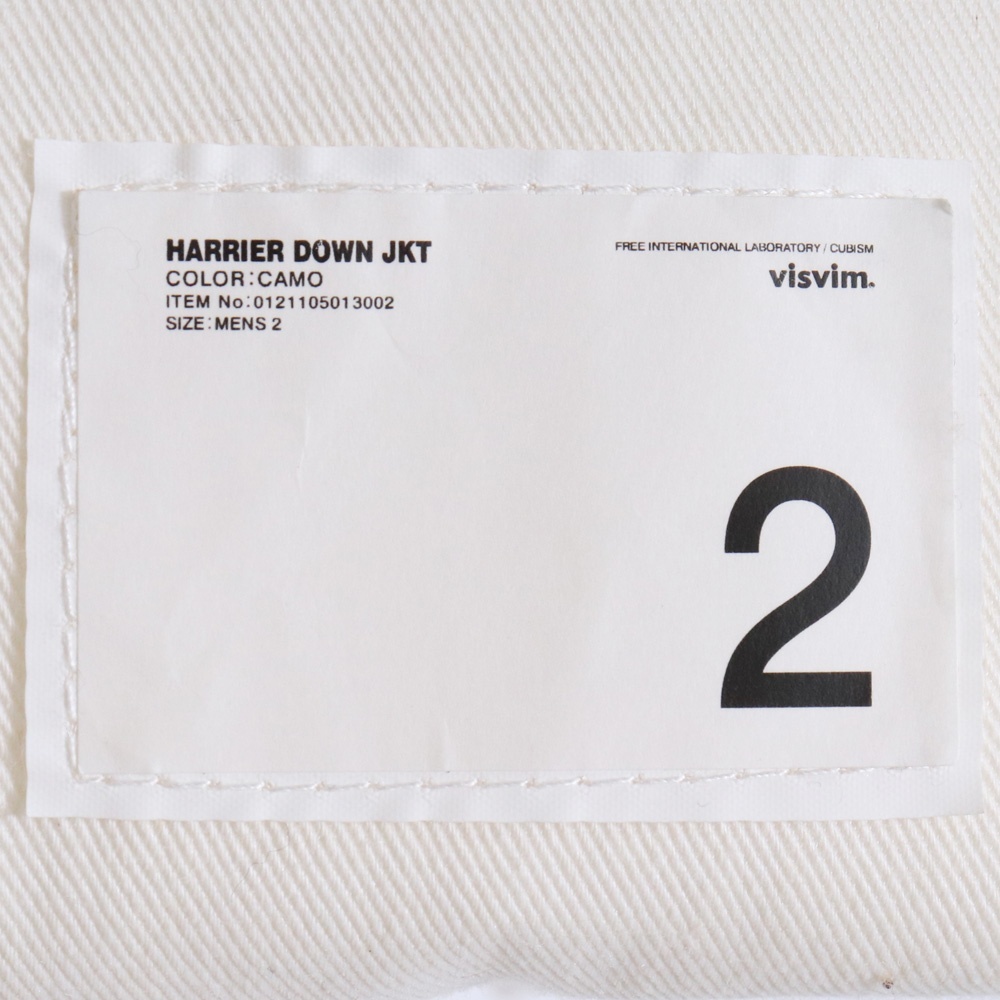 HARRIER DOWN JKT
COLOR:CAMO
ITEM No:0121105013002
SIZE:MENS 2
FREE INTERNATIONAL LABORATORY / CUBISM
visvim.
2